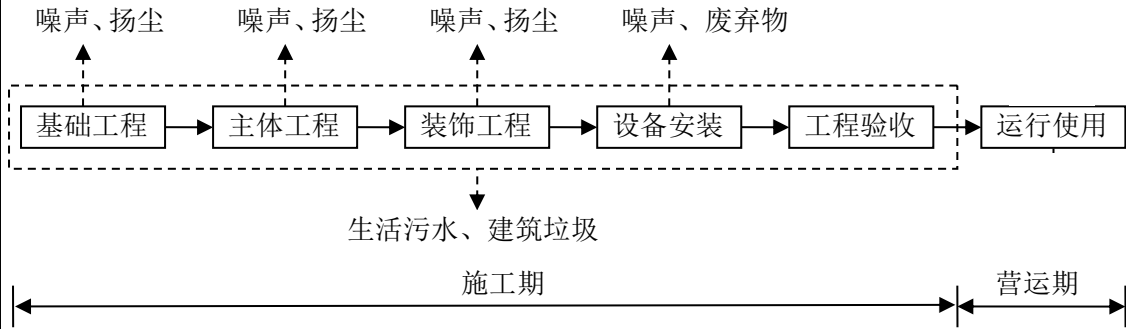 噪声、扬尘 噪声、扬尘 噪声、扬尘 噪声、废弃物
基础工程 主体工程 装饰工程 设备安装 工程验收 运行使用
生活污水、建筑垃圾
施工期 营运期